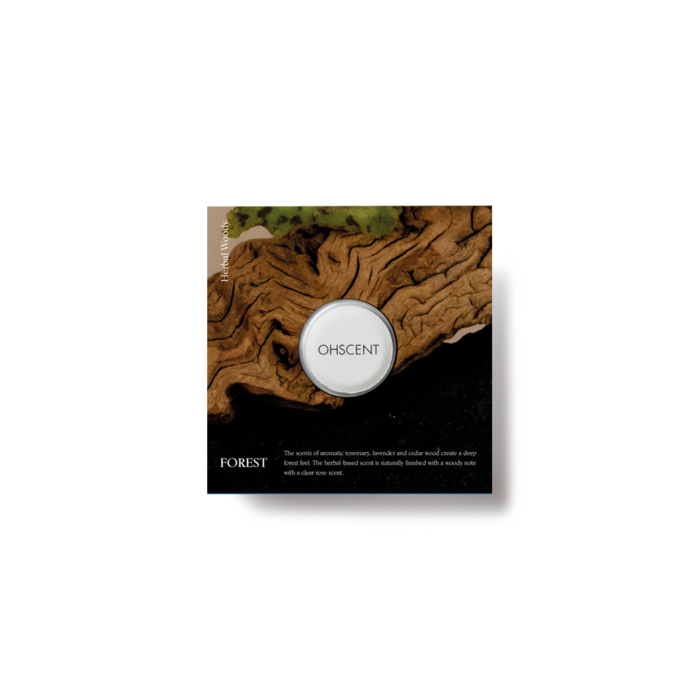 Herbal Woody
OHSCENT
FOREST
The scents of aromatic rosemary, lavender and cedar wood create a deep
forest feel. The herbal-based scent is naturally finished with a woody note
with a clear rose scent.